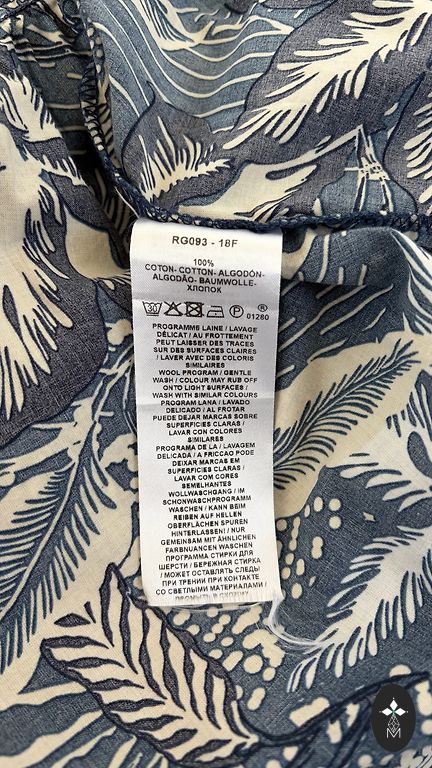 RG093 - 18F
100%
COTON- COTTON- ALGODÓN-
ALGODÃO- BAUMWOLLE-
ХЛОПОК
30 P ®
01280
PROGRAMME LAINE / LAVAGE
DÉLICAT / AU FROTTEMENT
PEUT LAISSER DES TRACES
SUR DES SURFACES CLAIRES
/ LAVER AVEC DES COLORIS
SIMILAIRES
WOOL PROGRAM / GENTLE
WASH / COLOUR MAY RUB OFF
ONTO LIGHT SURFACES /
WASH WITH SIMILAR COLOURS
PROGRAM LANA / LAVADO
DELICADO / AL FROTAR
PUEDE DEJAR MARCAS SOBRE
SUPERFICIES CLARAS /
LAVAR CON COLORES
SIMILARES
PROGRAMA DE LA / LAVAGEM
DELICADA / A FRICCAO PODE
DEIXAR MARCAS EM
SUPERFICIES CLARAS /
LAVAR COM CORES
SEMELHANTES
WOLLWASCHGANG / IM
SCHONWASCHPROGRAMM
WASCHEN / KANN BEIM
REIBEN AUF HELLEN
OBERFLÄCHEN SPUREN
HINTERLASSEN! / NUR
GEMEINSAM MIT ÄHNLICHEN
FARBNUANCEN WASCHEN
ПРОГРАММА СТИРКИ ДЛЯ
ШЕРСТИ / БЕРЕЖНАЯ СТИРКА
/ МОЖЕТ ОСТАВЛЯТЬ СЛЕДЫ
ПРИ ТРЕНИИ ПРИ КОНТАКТЕ
СО СВЕТЛЫМИ МАТЕРИАЛАМИ /
M